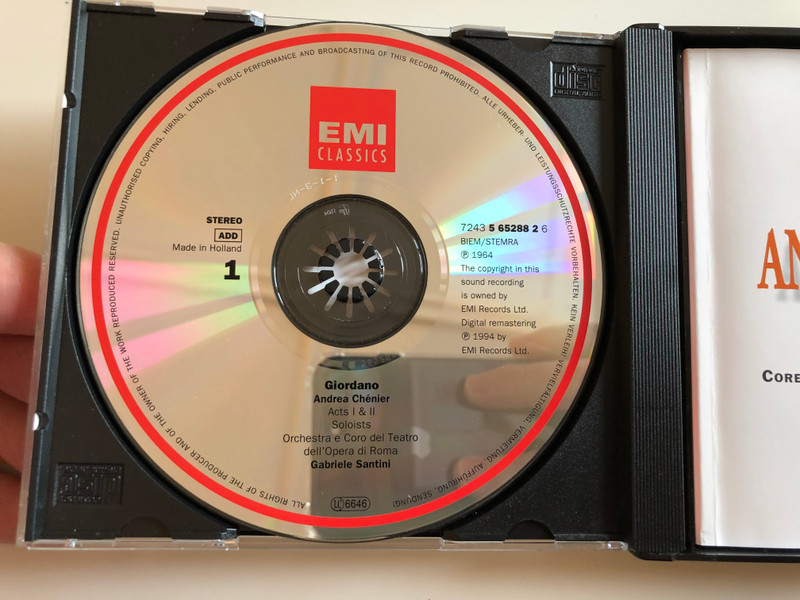 ALL RIGHTS OF THE PRODUCER AND OF THE OWNER OF THE WORK REPRODUCED RESERVED. UNAUTHORISED COPYING, HIRING, LENDING, PUBLIC PERFORMANCE AND BROADCASTING OF THIS RECORD PROHIBITED. ALLE URHEBER- UND LEISTUNGSSCHUTZRECHTE VORBEHALTEN. KEIN VERLEIH! VERVIELFÄLTIGUNG, VERMIETUNG, AUFFÜHRUNG, SENDUNG!
EMI
CLASSICS
STEREO
ADD
Made in Holland
1
7243 5 65288 2 6
BIEM/STEMRA
℗ 1964
The copyright in this
sound recording
is owned by
EMI Records Ltd.
Digital remastering
℗ 1994 by
EMI Records Ltd.
Giordano
Andrea Chénier
Acts I & II
Soloists
Orchestra e Coro del Teatro
dell'Opera di Roma
Gabriele Santini
LC 6646
disc
DIGITAL AUDIO
AN
CORE